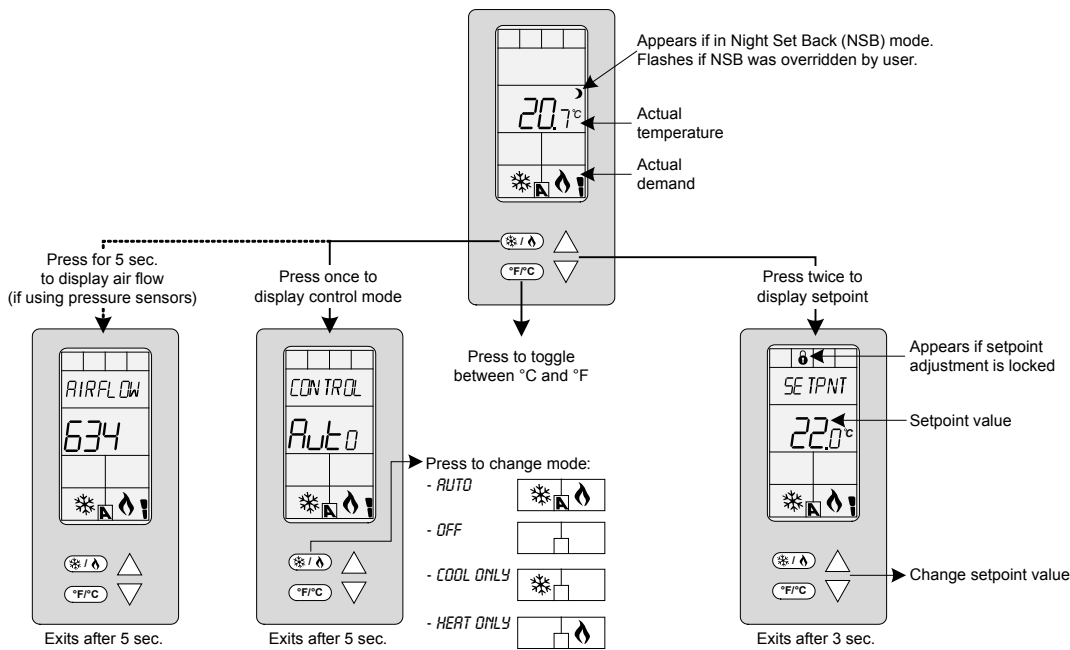 Appears if in Night Set Back (NSB) mode.
Flashes if NSB was overridden by user.
20.7°C
Actual
temperature
Actual
demand
A
°F/°C
Press for 5 sec.
to display air flow
(if using pressure sensors)
Press once to
display control mode
Press to toggle
between °C and °F
Press twice to
display setpoint
AIRFLOW
634
A
°F/°C
Exits after 5 sec.
CONTROL
Auto
A
°F/°C
Exits after 5 sec.
Press to change mode:
- AUTO
A
- OFF
- COOL ONLY
- HEAT ONLY
Appears if setpoint
adjustment is locked
SETPNT
22.0°C
Setpoint value
A
°F/°C
Change setpoint value
Exits after 3 sec.